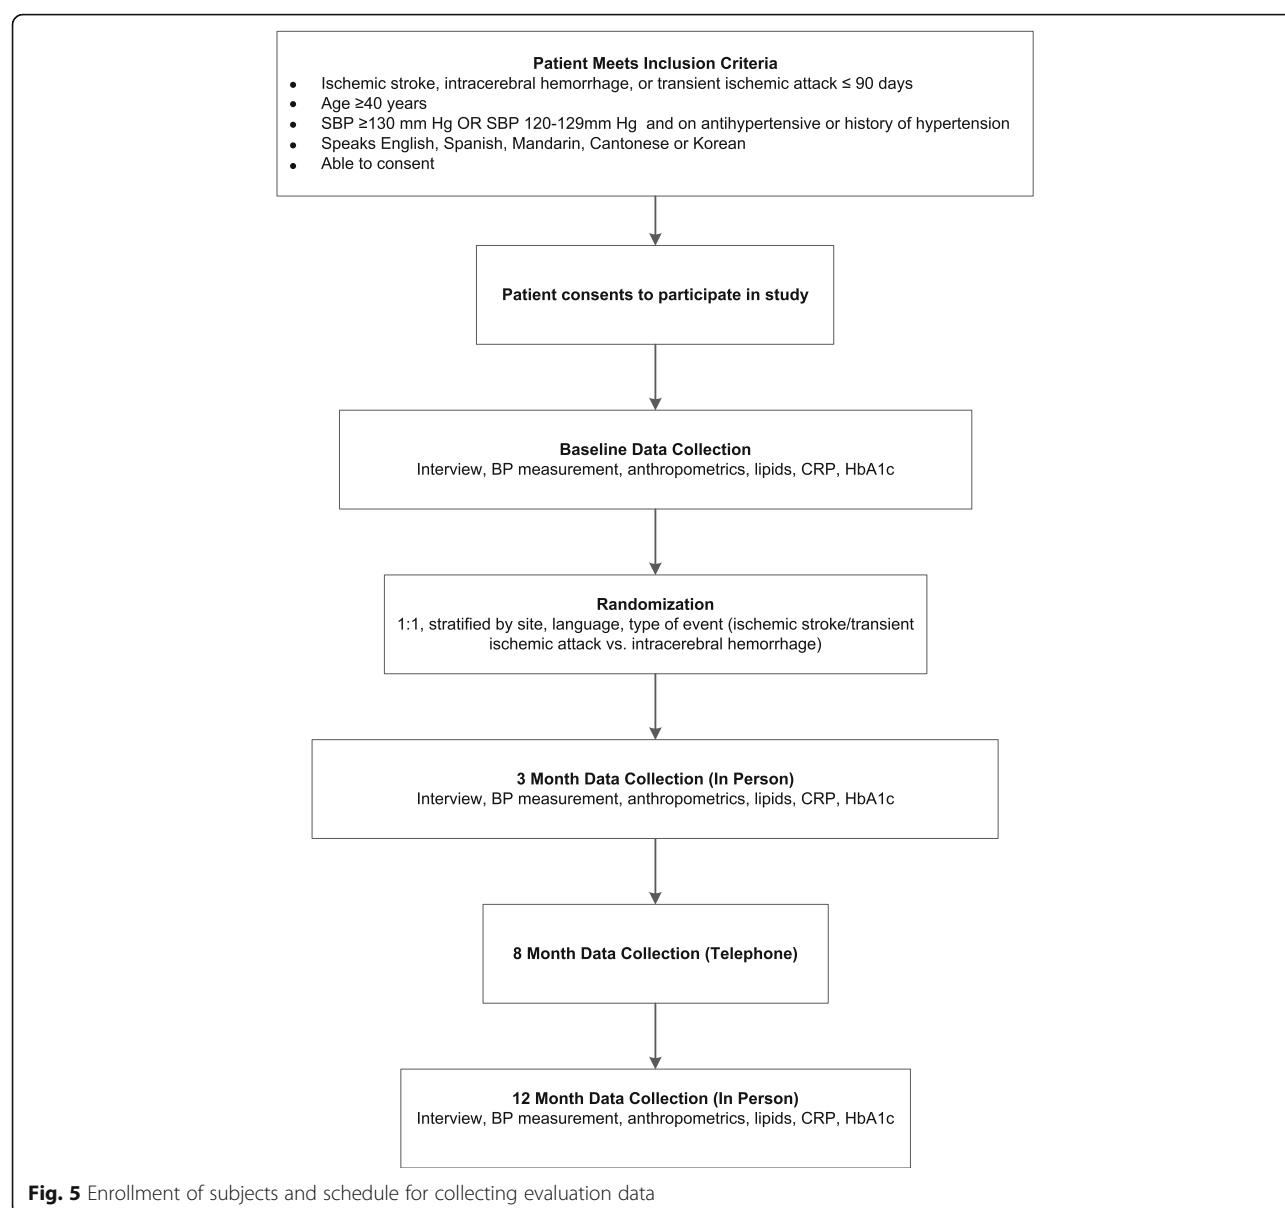 Patient Meets Inclusion Criteria
• Ischemic stroke, intracerebral hemorrhage, or transient ischemic attack ≤ 90 days
• Age ≥40 years
• SBP ≥130 mm Hg OR SBP 120-129mm Hg and on antihypertensive or history of hypertension
• Speaks English, Spanish, Mandarin, Cantonese or Korean
• Able to consent
Patient consents to participate in study
Baseline Data Collection
Interview, BP measurement, anthropometrics, lipids, CRP, HbA1c
Randomization
1:1, stratified by site, language, type of event (ischemic stroke/transient
ischemic attack vs. intracerebral hemorrhage)
3 Month Data Collection (In Person)
Interview, BP measurement, anthropometrics, lipids, CRP, HbA1c
8 Month Data Collection (Telephone)
12 Month Data Collection (In Person)
Interview, BP measurement, anthropometrics, lipids, CRP, HbA1c
Fig. 5 Enrollment of subjects and schedule for collecting evaluation data